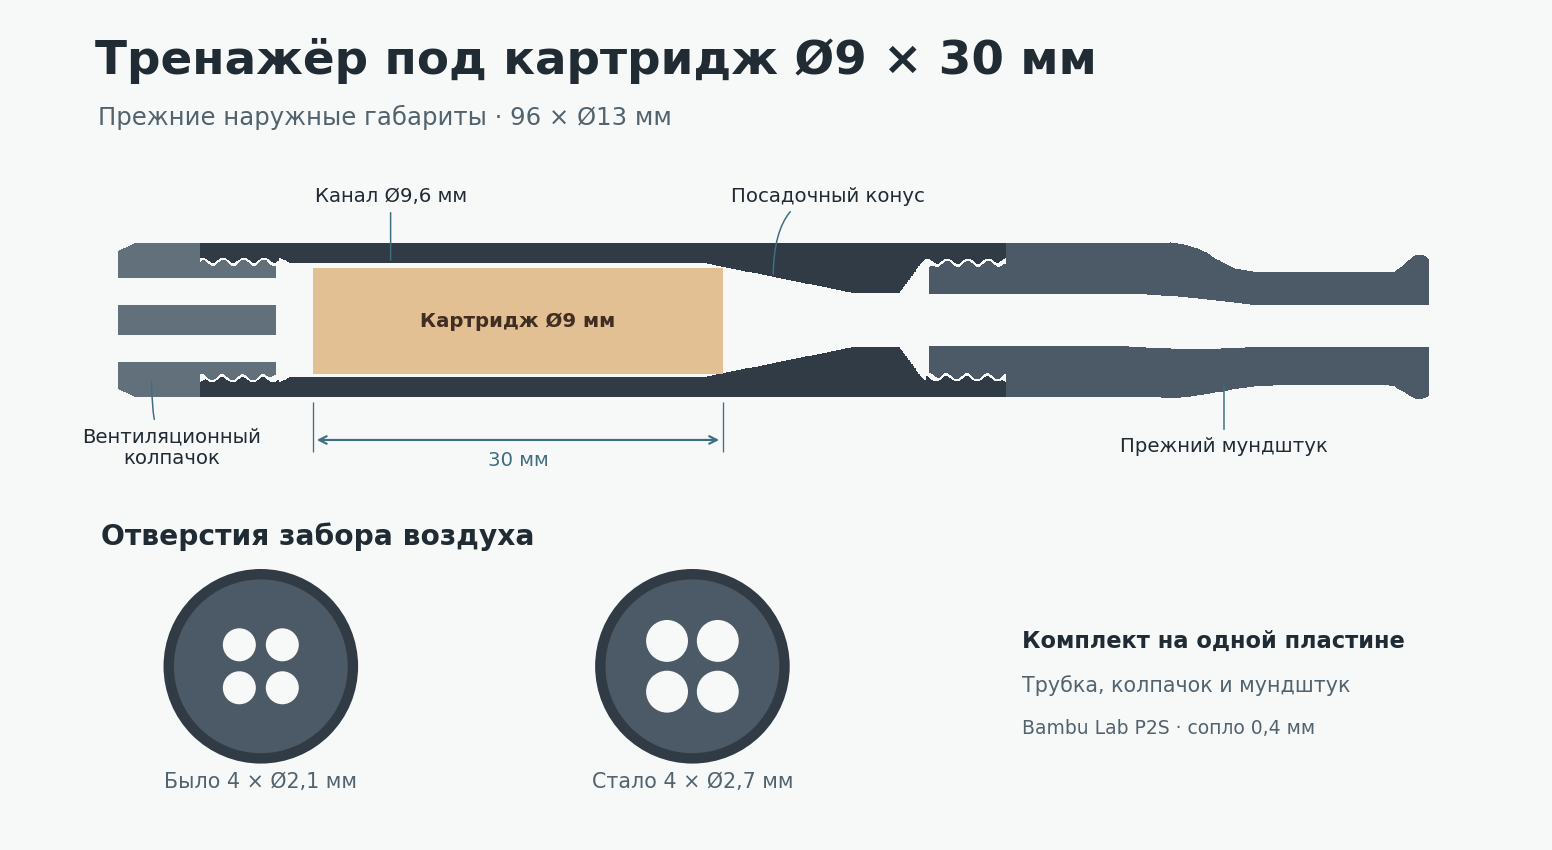 Тренажёр под картридж Ø9 × 30 мм
Прежние наружные габариты · 96 × Ø13 мм
Канал Ø9,6 мм
Посадочный конус
Картридж Ø9 мм
Вентиляционный
колпачок
30 мм
Прежний мундштук
Отверстия забора воздуха
Было 4 × Ø2,1 мм
Стало 4 × Ø2,7 мм
Комплект на одной пластине
Трубка, колпачок и мундштук
Bambu Lab P2S · сопло 0,4 мм